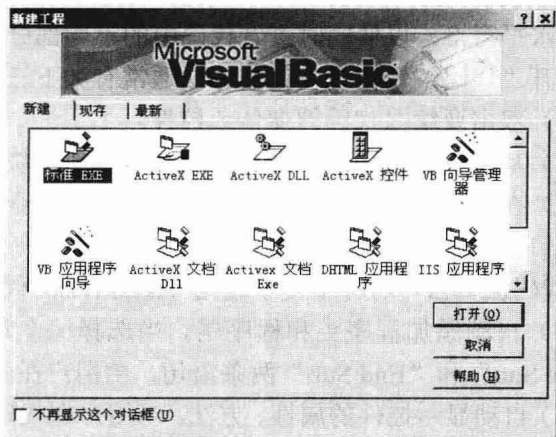 新建工程
Microsoft
Visual Basic
新建 现存 最新
标准 EXE
ActiveX EXE
ActiveX DLL
ActiveX 控件
VB 向导管理
器
VB 应用程序
向导
ActiveX 文档
Dll
Activex 文档
Exe
DHTML 应用程
序
IIS 应用程序
打开(O)
取消
帮助(H)
不再显示这个对话框(U)